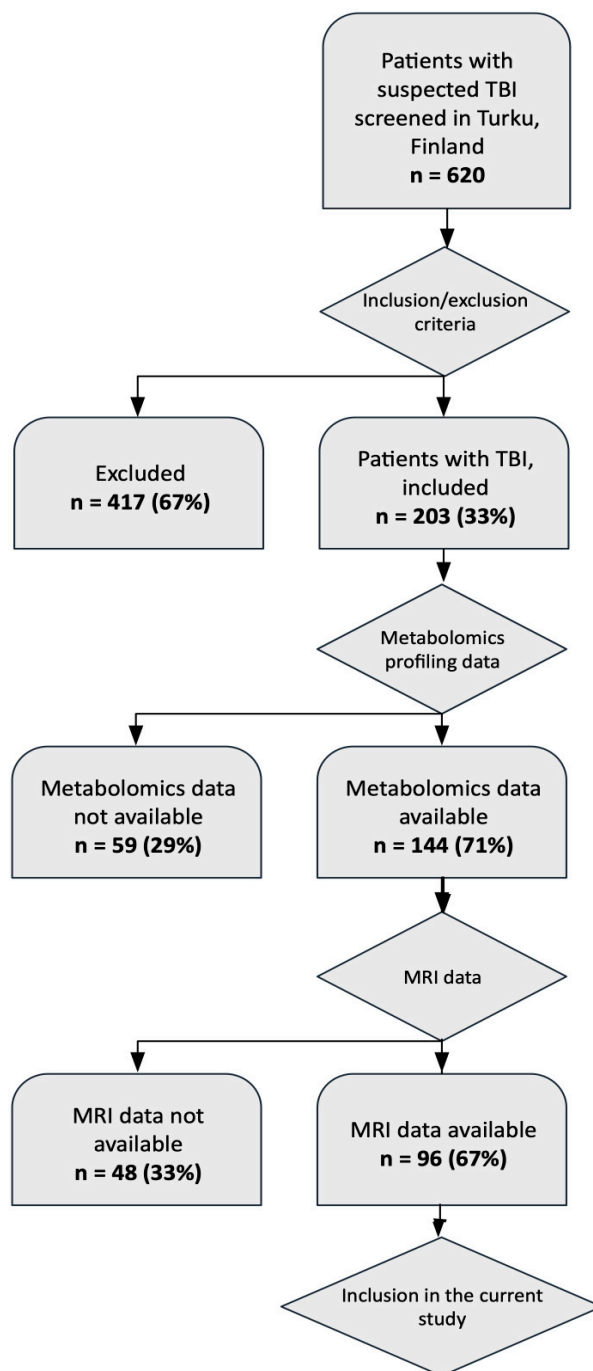 Patients with
suspected TBI
screened in Turku,
Finland
n = 620
Inclusion/exclusion
criteria
Excluded
n = 417 (67%)
Patients with TBI,
included
n = 203 (33%)
Metabolomics
profiling data
Metabolomics data
not available
n = 59 (29%)
Metabolomics data
available
n = 144 (71%)
MRI data
MRI data not
available
n = 48 (33%)
MRI data available
n = 96 (67%)
Inclusion in the current
study